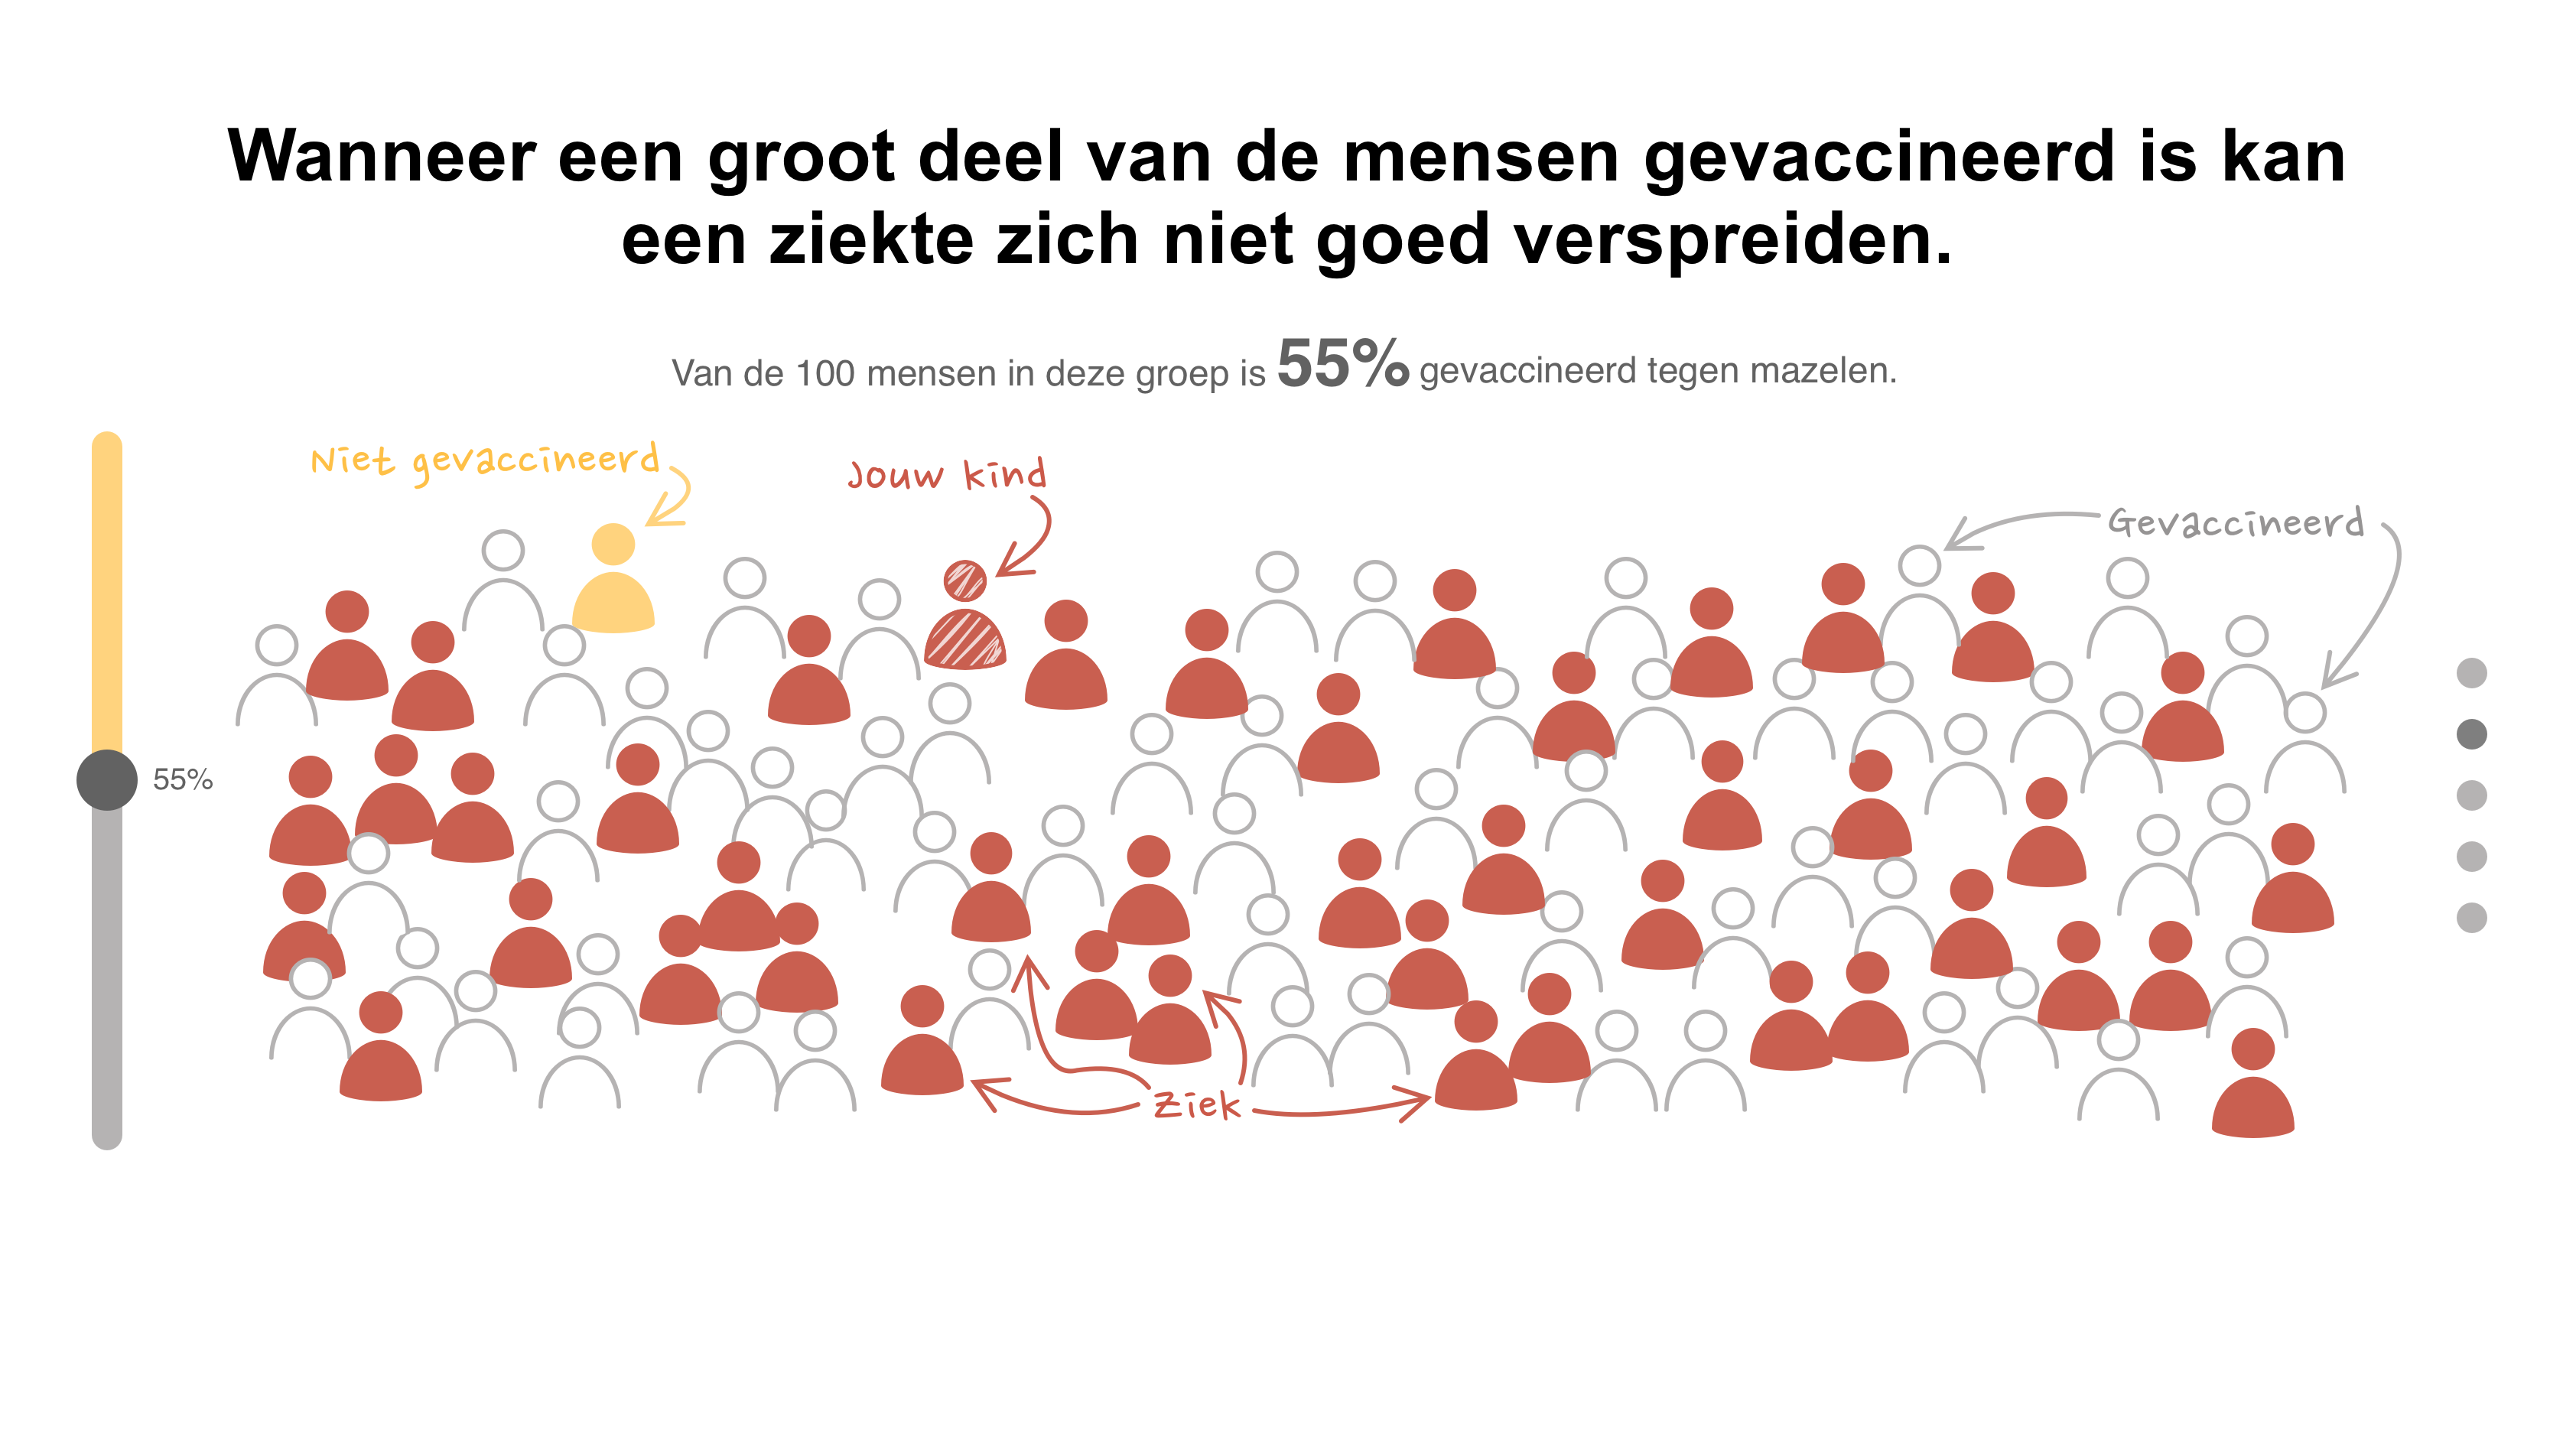 Wanneer een groot deel van de mensen gevaccineerd is kan
een ziekte zich niet goed verspreiden.
Van de 100 mensen in deze groep is 55% gevaccineerd tegen mazelen.
Niet gevaccineerd
Jouw kind
Gevaccineerd
55%
Ziek